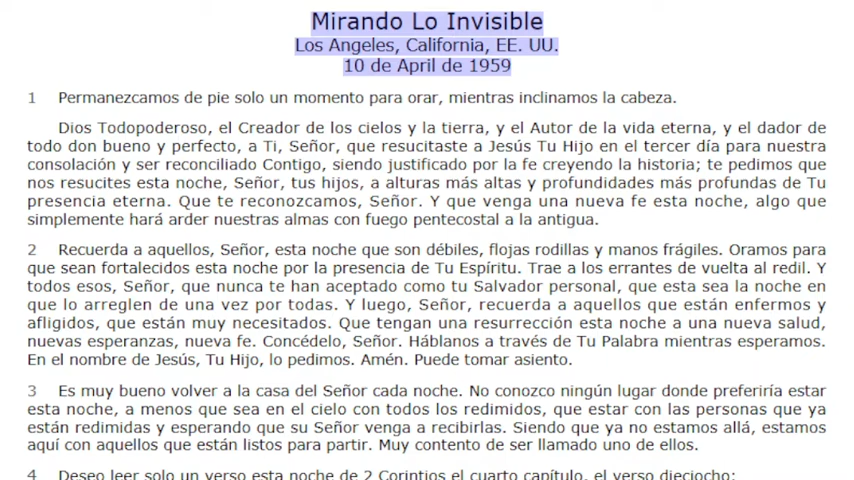 Mirando Lo Invisible
Los Angeles, California, EE. UU.
10 de April de 1959
1 Permanezcamos de pie solo un momento para orar, mientras inclinamos la cabeza.
Dios Todopoderoso, el Creador de los cielos y la tierra, y el Autor de la vida eterna, y el dador de
todo don bueno y perfecto, a Ti, Señor, que resucitaste a Jesús Tu Hijo en el tercer día para nuestra
consolación y ser reconciliado Contigo, siendo justificado por la fe creyendo la historia; te pedimos que
nos resucites esta noche, Señor, tus hijos, a alturas más altas y profundidades más profundas de Tu
presencia eterna. Que te reconozcamos, Señor. Y que venga una nueva fe esta noche, algo que
simplemente hará arder nuestras almas con fuego pentecostal a la antigua.
2 Recuerda a aquellos, Señor, esta noche que son débiles, flojas rodillas y manos frágiles. Oramos para
que sean fortalecidos esta noche por la presencia de Tu Espíritu. Trae a los errantes de vuelta al redil. Y
todos esos, Señor, que nunca te han aceptado como tu Salvador personal, que esta sea la noche en
que lo arreglen de una vez por todas. Y luego, Señor, recuerda a aquellos que están enfermos y
afligidos, que están muy necesitados. Que tengan una resurrección esta noche a una nueva salud,
nuevas esperanzas, nueva fe. Concédelo, Señor. Háblanos a través de Tu Palabra mientras esperamos.
En el nombre de Jesús, Tu Hijo, lo pedimos. Amén. Puede tomar asiento.
3 Es muy bueno volver a la casa del Señor cada noche. No conozco ningún lugar donde preferiría estar
esta noche, a menos que sea en el cielo con todos los redimidos, que estar con las personas que ya
están redimidas y esperando que su Señor venga a recibirlas. Siendo que ya no estamos allá, estamos
aquí con aquellos que están listos para partir. Muy contento de ser llamado uno de ellos.
4 Deseo leer solo un verso esta noche de 2 Corintios el cuarto capítulo, el verso dieciocho: